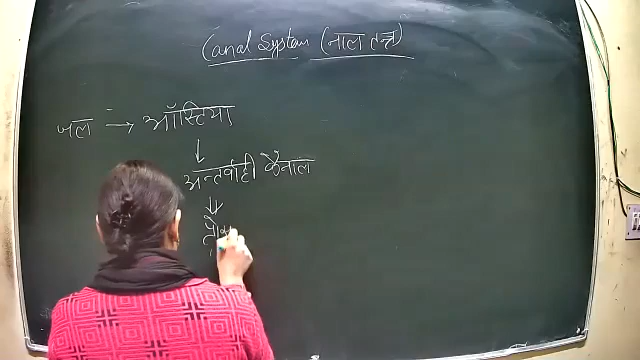 Canal System (नाल तन्त्र)
जल → ऑस्टिया
↓
अन्तर्वाही कैनाल
↓